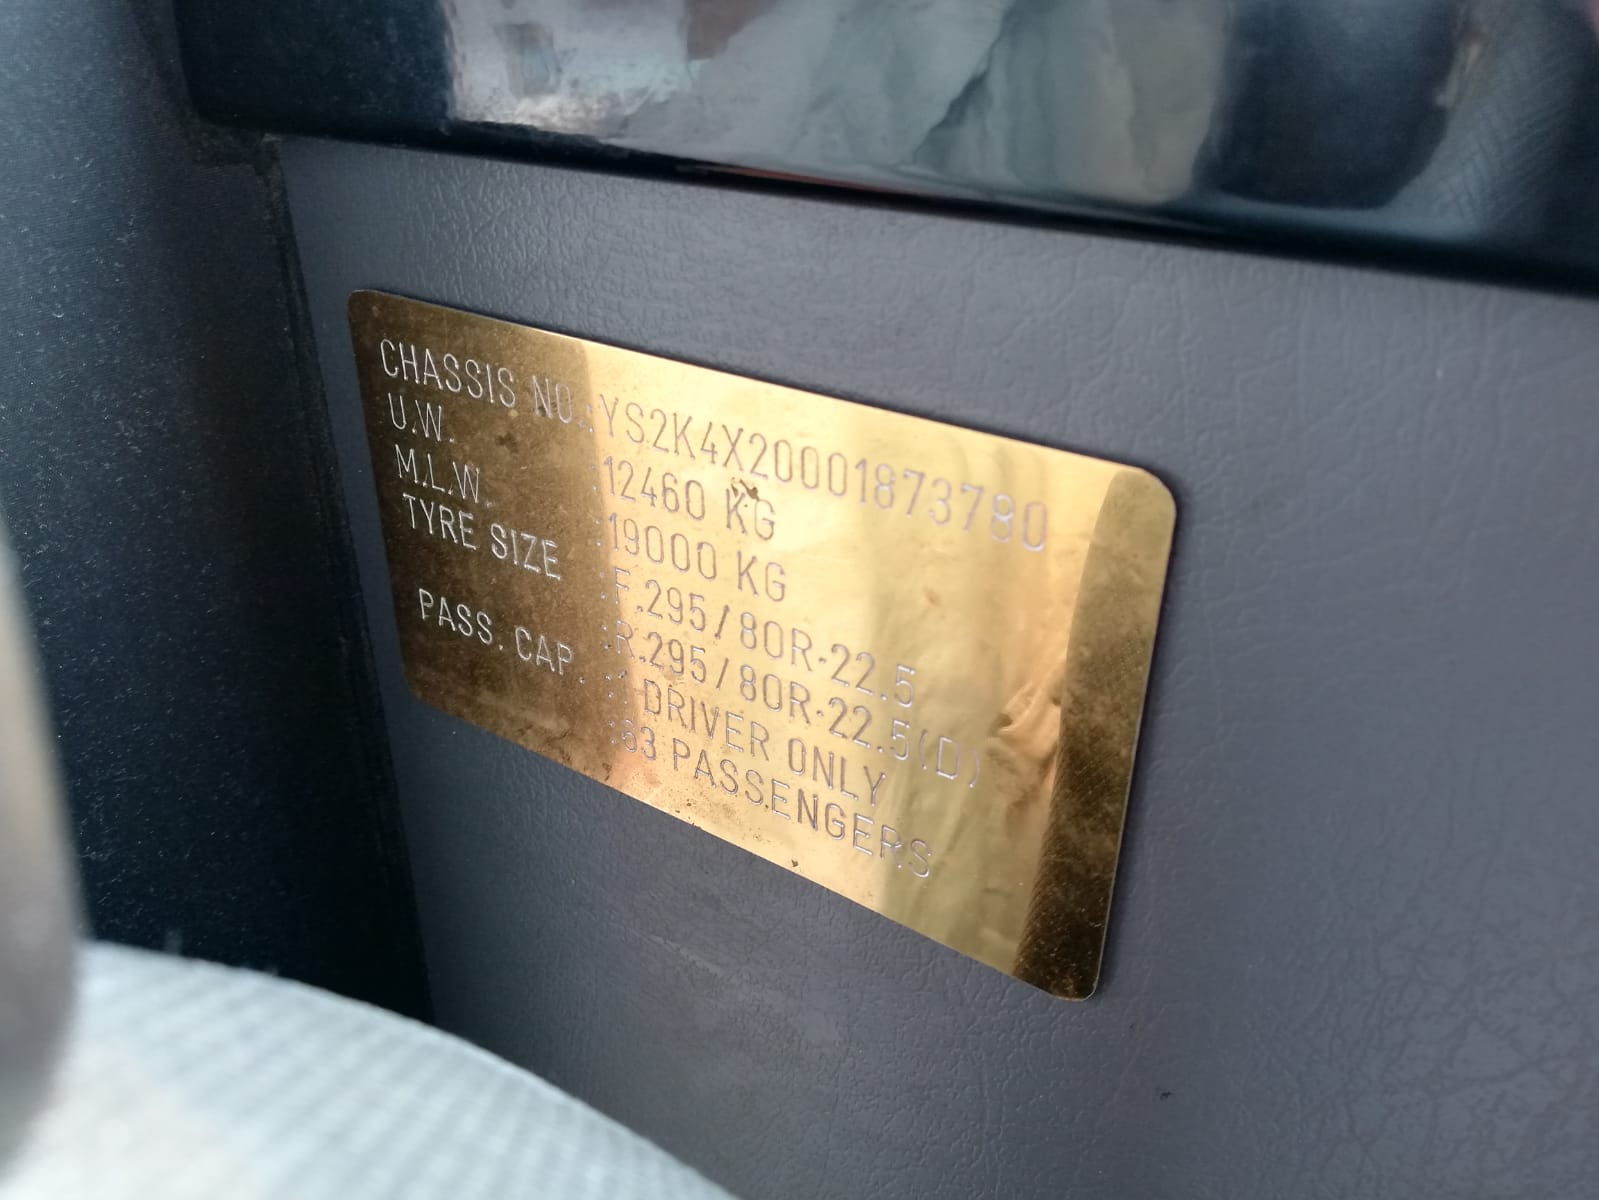 CHASSIS NO.:YS2K4X20001873780
U.W. :12460 KG
M.L.W. :19000 KG
TYRE SIZE :F.295/80R-22.5
:R.295/80R-22.5(D)
PASS. CAP. :1 DRIVER ONLY
:63 PASSENGERS